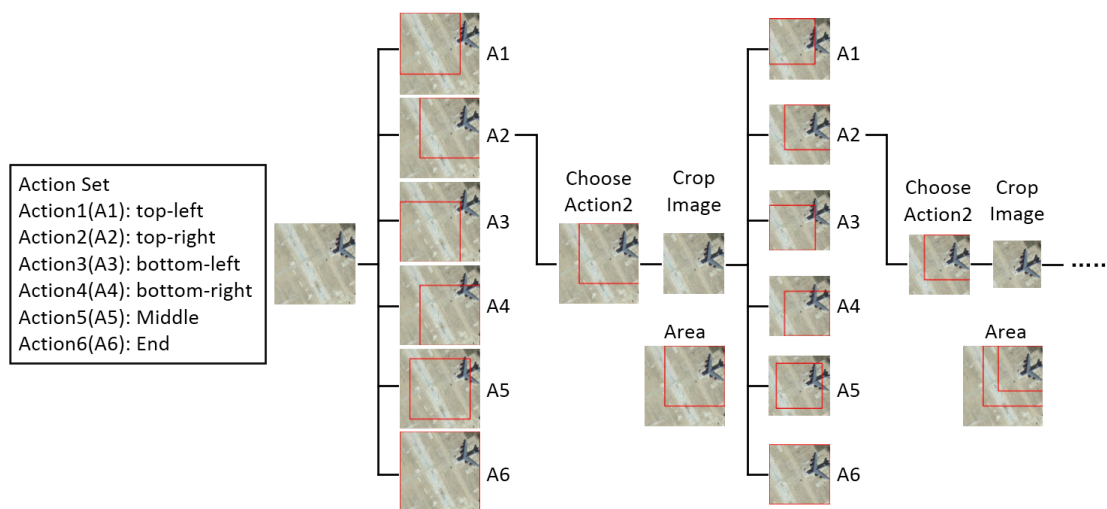 Action Set
Action1(A1): top-left
Action2(A2): top-right
Action3(A3): bottom-left
Action4(A4): bottom-right
Action5(A5): Middle
Action6(A6): End
A1
A2
A3
A4
A5
A6
Choose
Action2
Crop
Image
Area
A1
A2
A3
A4
A5
A6
Choose
Action2
Crop
Image
Area
.....